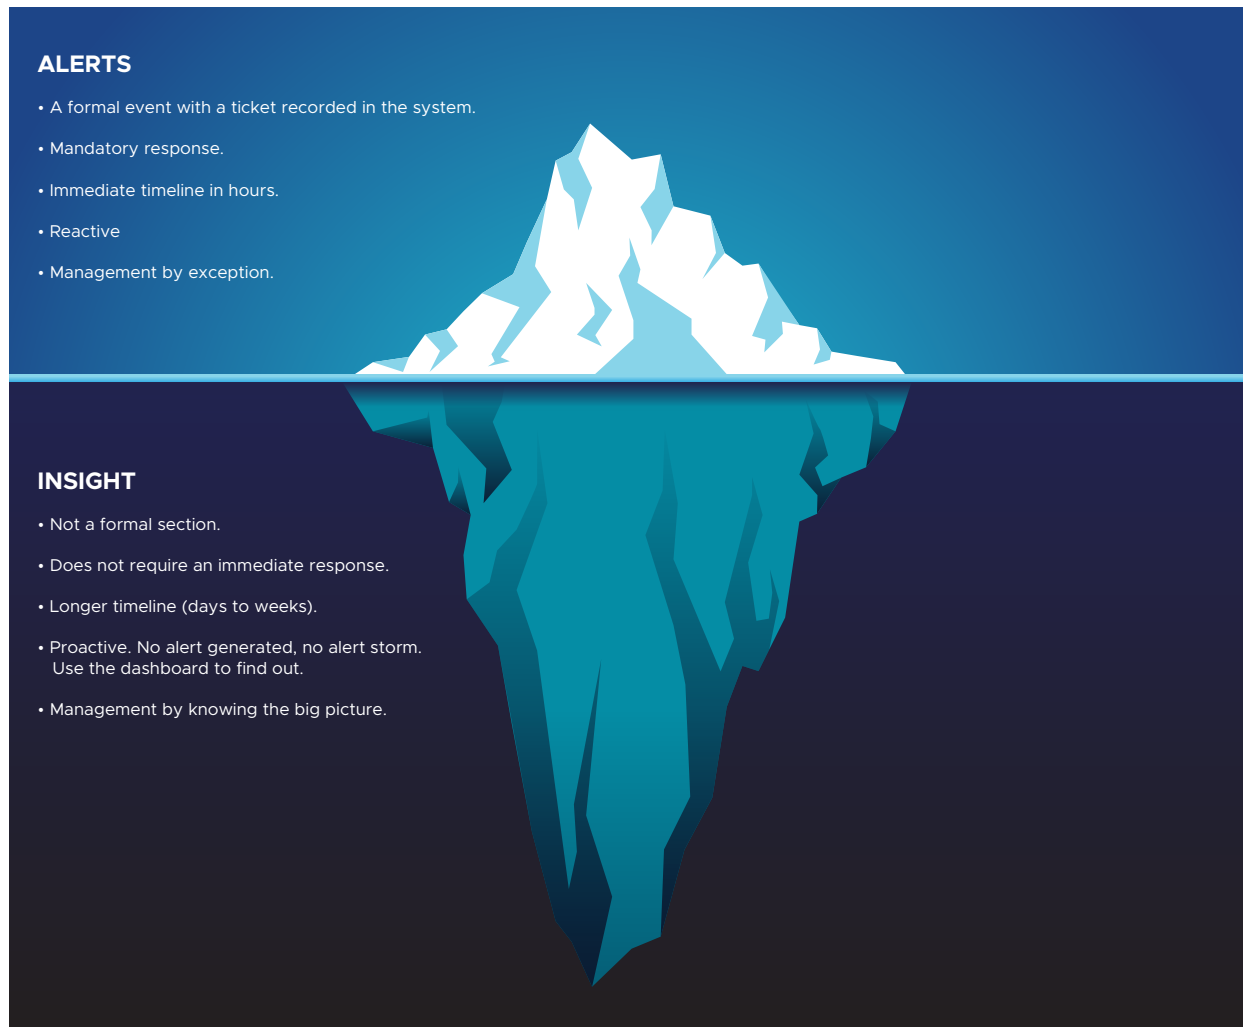 ALERTS
• A formal event with a ticket recorded in the system.
• Mandatory response.
• Immediate timeline in hours.
• Reactive
• Management by exception.
INSIGHT
• Not a formal section.
• Does not require an immediate response.
• Longer timeline (days to weeks).
• Proactive. No alert generated, no alert storm.
Use the dashboard to find out.
• Management by knowing the big picture.